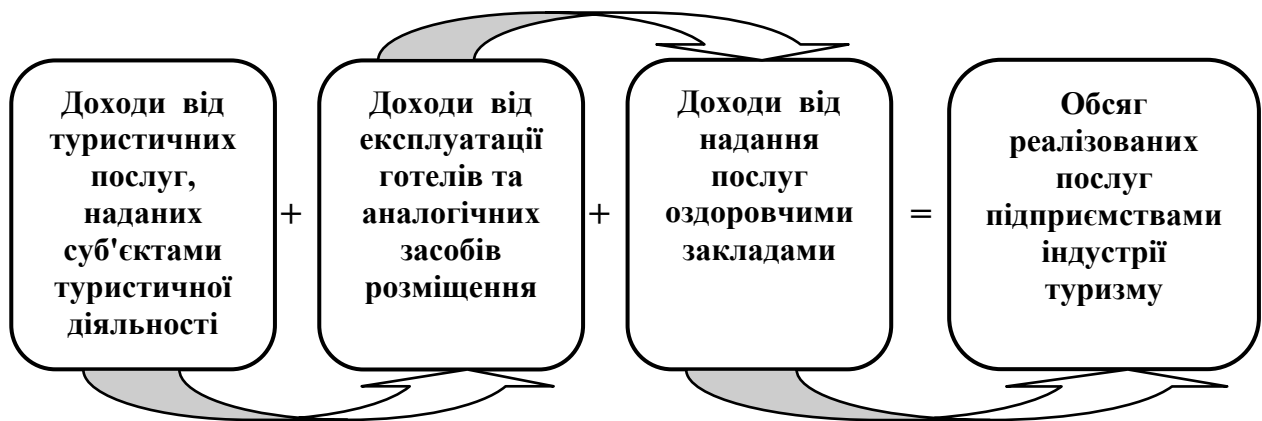 Доходи від
туристичних
послуг,
наданих
суб'єктами
туристичної
діяльності
+
Доходи від
експлуатації
готелів та
аналогічних
засобів
розміщення
+
Доходи від
надання
послуг
оздоровчими
закладами
=
Обсяг
реалізованих
послуг
підприємствами
індустрії
туризму